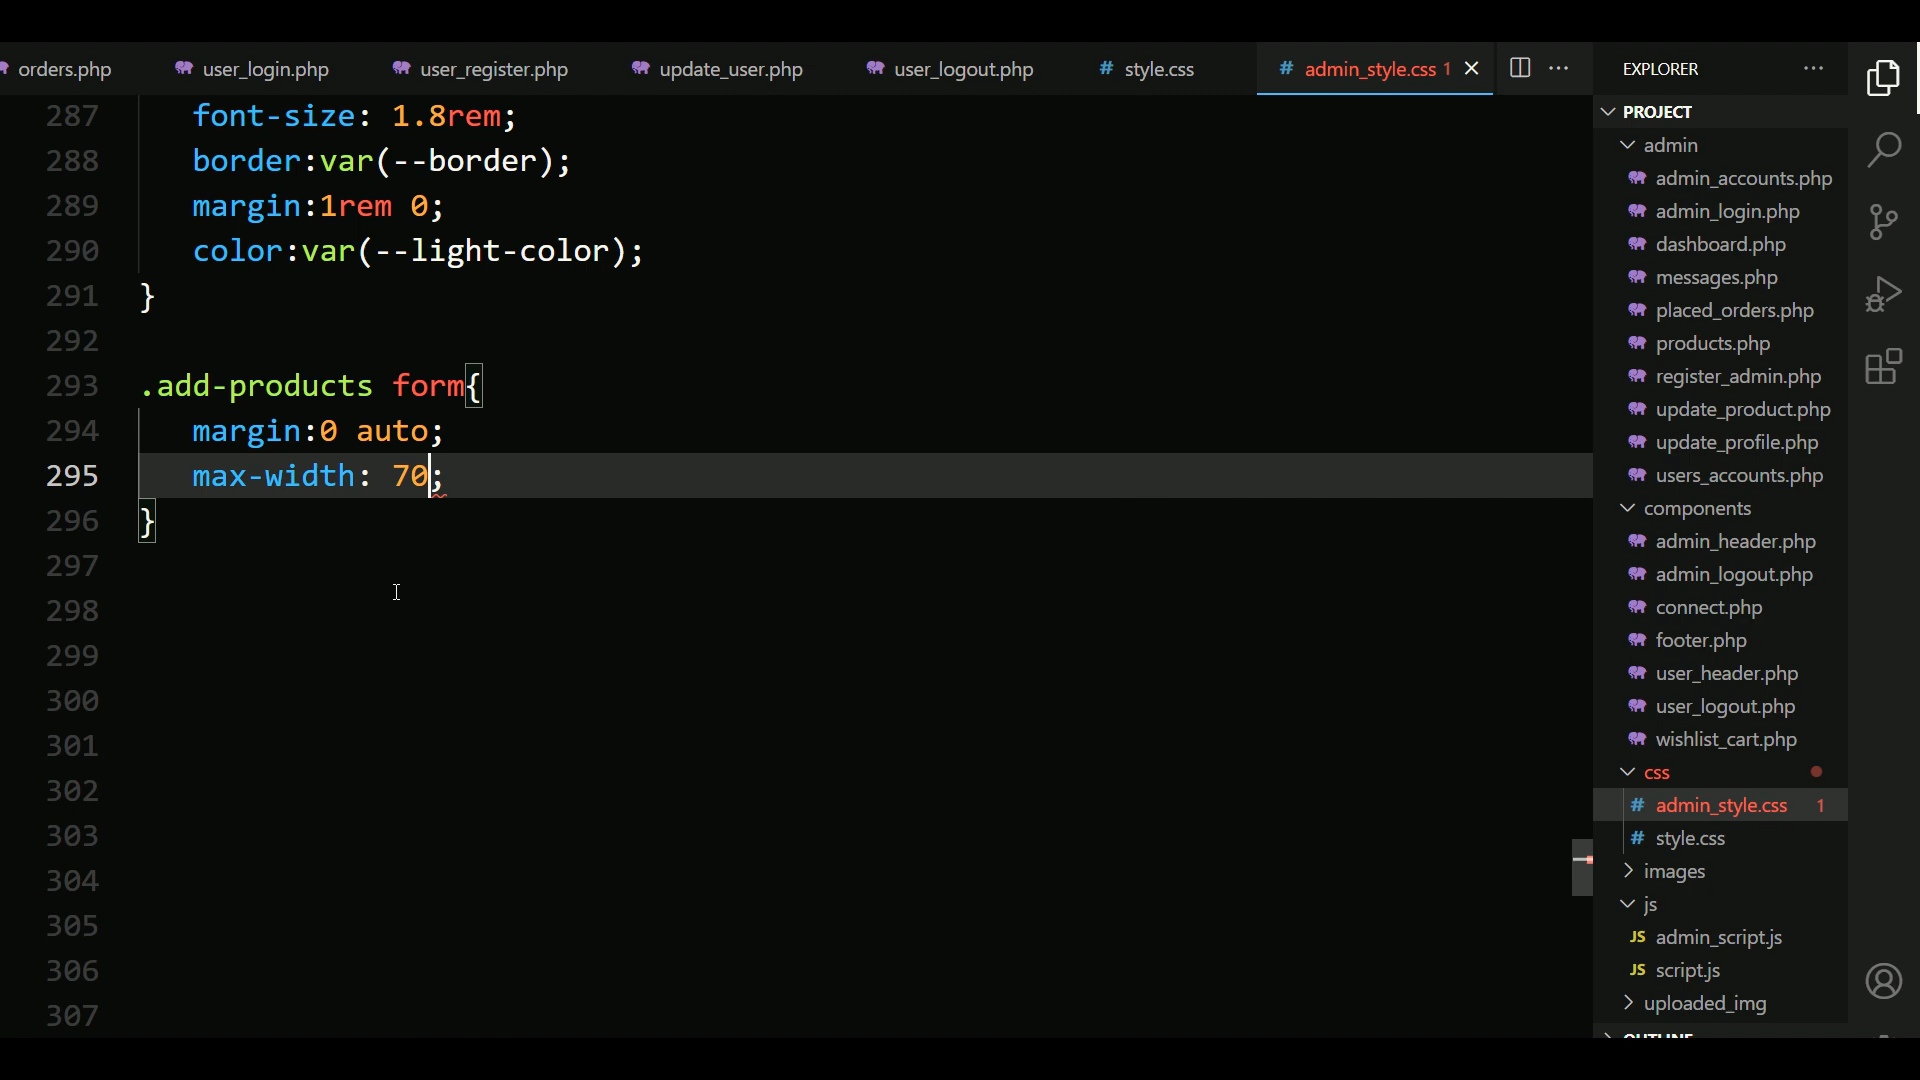 orders.php
user_login.php
user_register.php
update_user.php
user_logout.php
# style.css
# admin_style.css 1
EXPLORER
287 font-size: 1.8rem;
288 border:var(--border);
289 margin:1rem 0;
290 color:var(--light-color);
291 }
292
293 .add-products form{
294 margin:0 auto;
295 max-width: 70;
296 }
297
298
299
300
301
302
303
304
305
306
307
PROJECT
admin
admin_accounts.php
admin_login.php
dashboard.php
messages.php
placed_orders.php
products.php
register_admin.php
update_product.php
update_profile.php
users_accounts.php
components
admin_header.php
admin_logout.php
connect.php
footer.php
user_header.php
user_logout.php
wishlist_cart.php
css
# admin_style.css 1
# style.css
images
js
JS admin_script.js
JS script.js
uploaded_img
OUTLINE